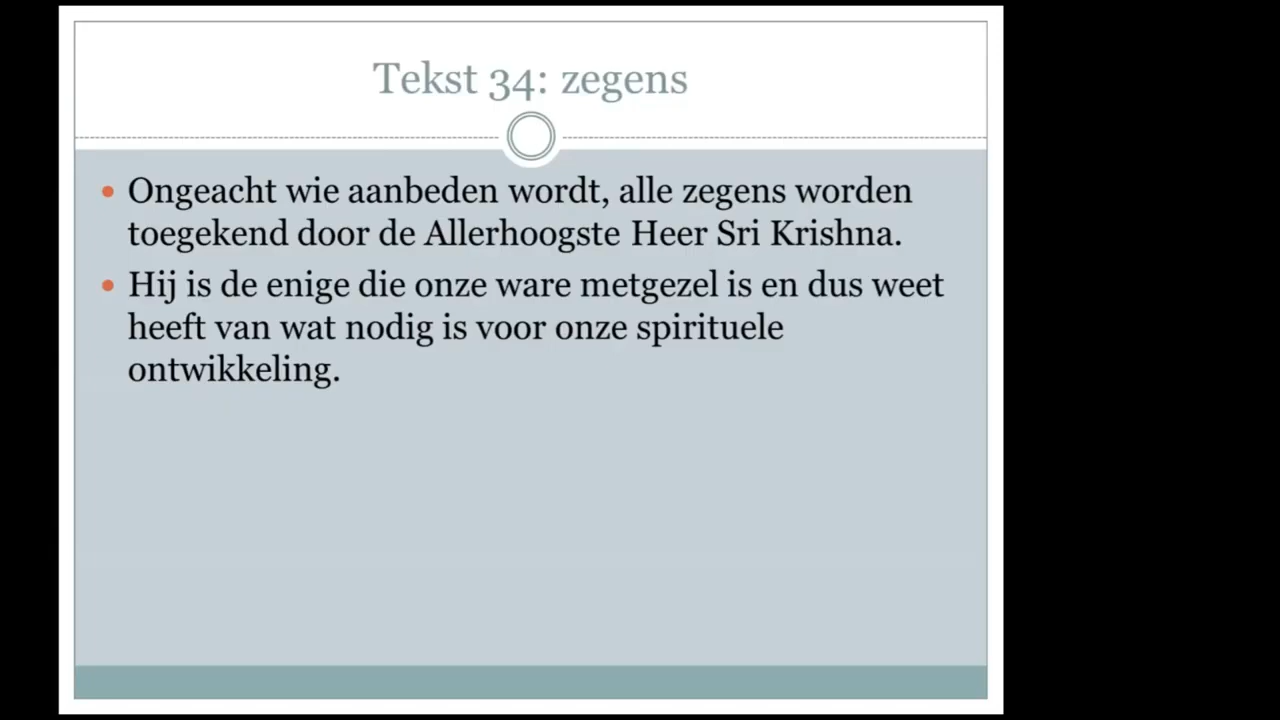 Tekst 34: zegens
Ongeacht wie aanbeden wordt, alle zegens worden
toegekend door de Allerhoogste Heer Sri Krishna.
Hij is de enige die onze ware metgezel is en dus weet
heeft van wat nodig is voor onze spirituele
ontwikkeling.